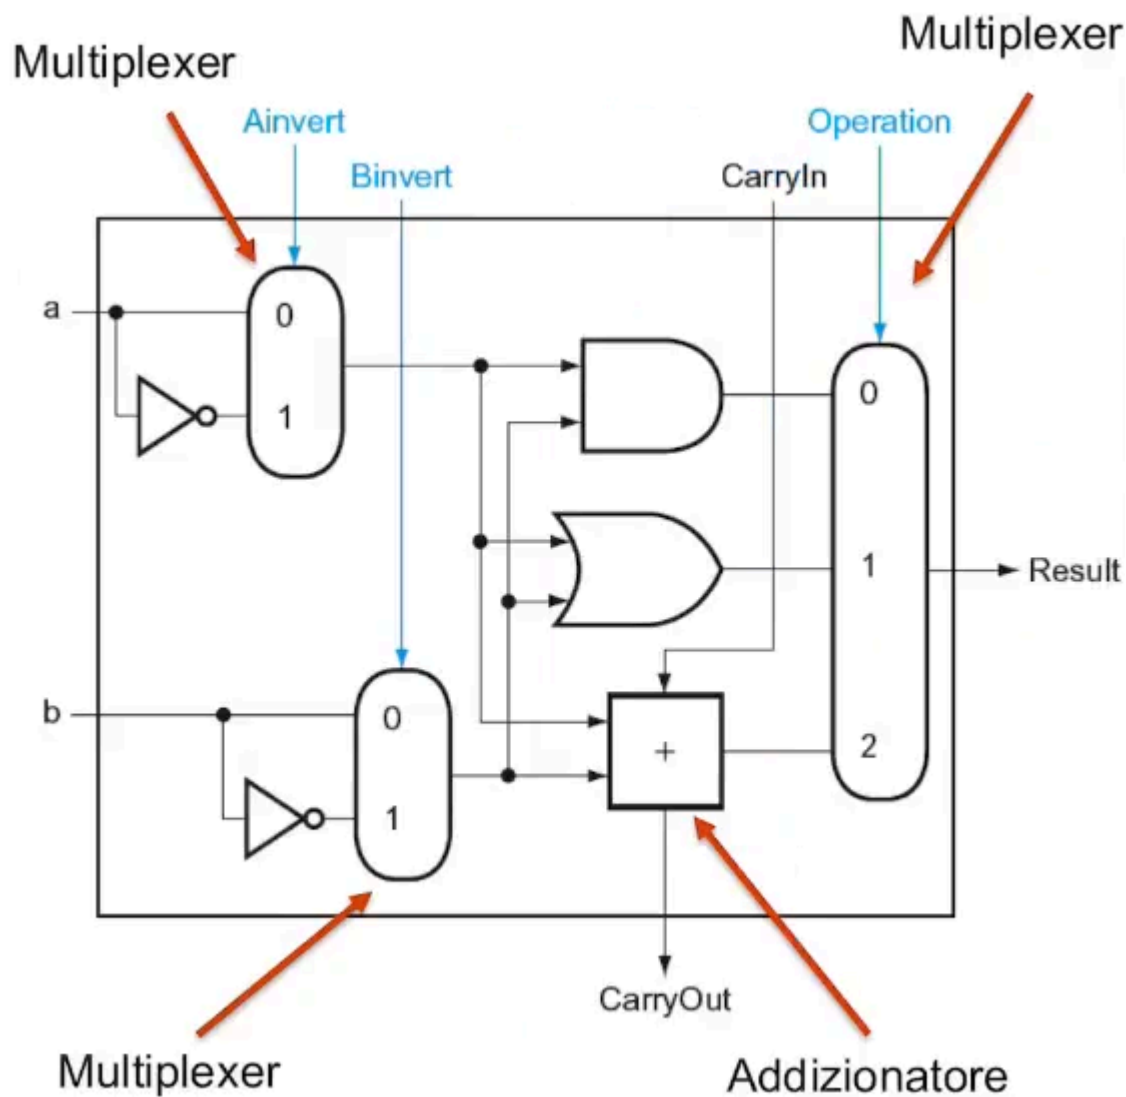 Multiplexer
Multiplexer
Ainvert
Operation
Binvert
CarryIn
a
0
1
0
1
Result
b
0
1
+
2
CarryOut
Multiplexer
Addizionatore